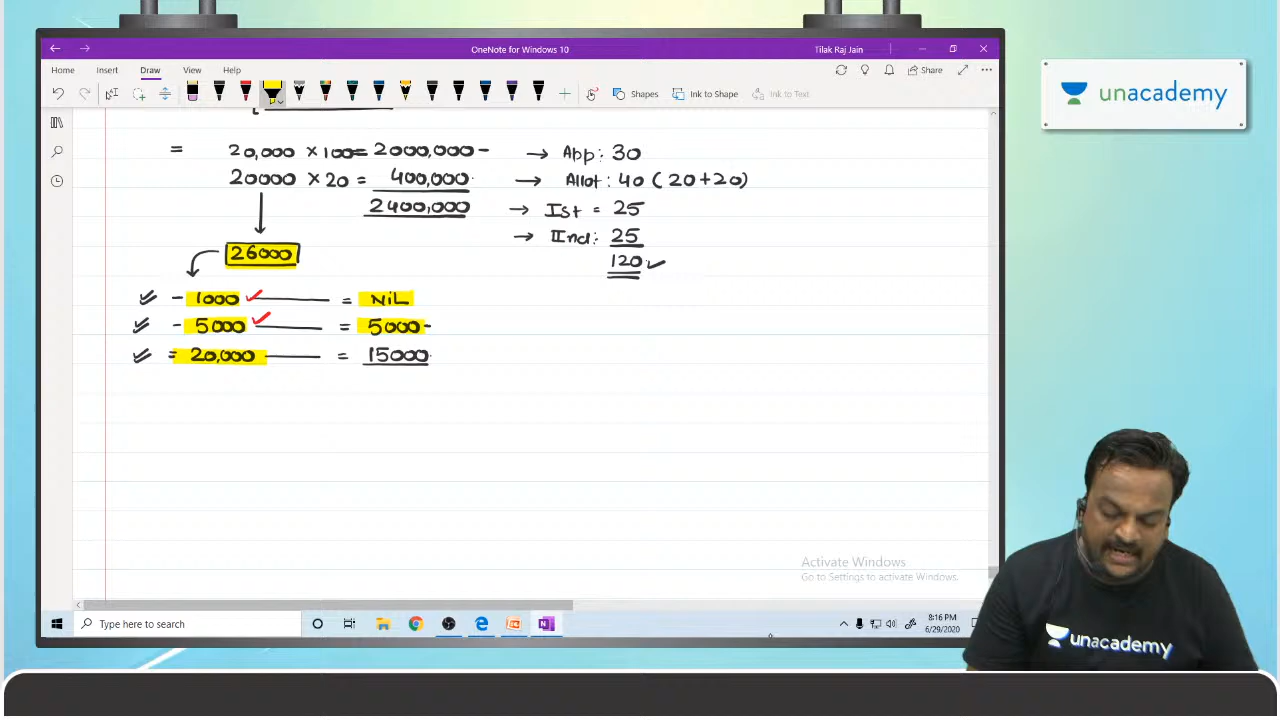 OneNote for Windows 10
Tilak Raj Jain
Home Insert Draw View Help
Share
Shapes Ink to Shape Ink to Text
unacademy
= 20,000 × 100 = 2000,000 -
20000 × 20 = 400,000
2400,000
26000
- 1000 = NiL
- 5000 = 5000 -
= 20,000 = 15000
→ App: 30
→ Allot: 40 (20+20)
→ Ist = 25
→ IInd: 25
120
Activate Windows
Go to Settings to activate Windows.
Type here to search
8:16 PM
6/29/2020
unacademy